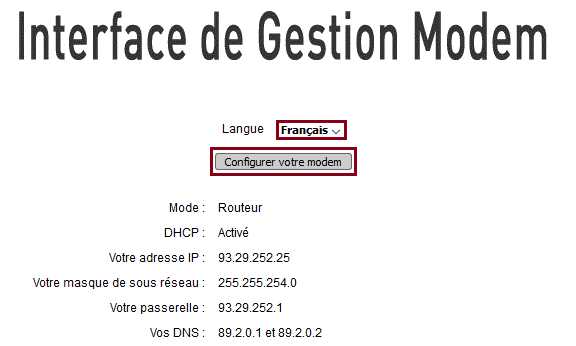 Interface de Gestion Modem
Langue Français
Configurer votre modem
Mode : Routeur
DHCP : Activé
Votre adresse IP : 93.29.252.25
Votre masque de sous réseau : 255.255.254.0
Votre passerelle : 93.29.252.1
Vos DNS : 89.2.0.1 et 89.2.0.2